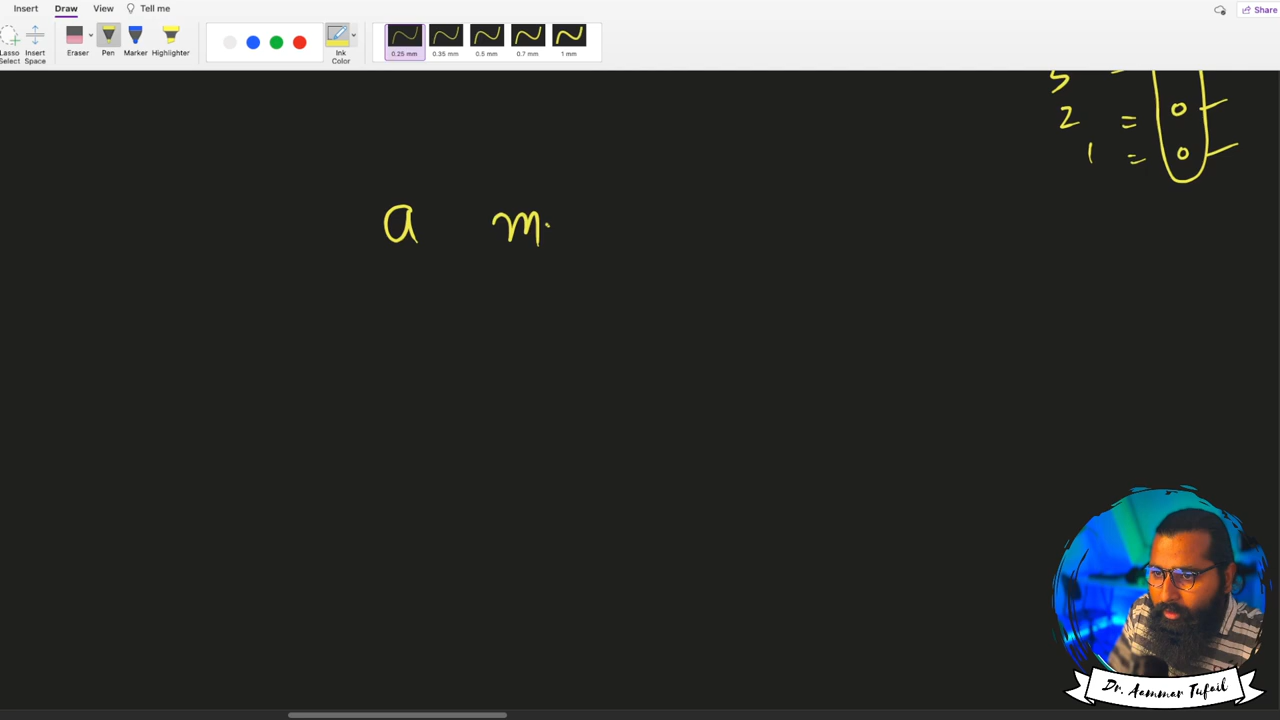 Insert Draw View Tell me
Share
Lasso Select
Insert Space
Eraser
Pen
Marker
Highlighter
Ink Color
0.25 mm
0.35 mm
0.5 mm
0.7 mm
1 mm
2 = 0
1 = 0
a m
Dr. Aammar Tufail